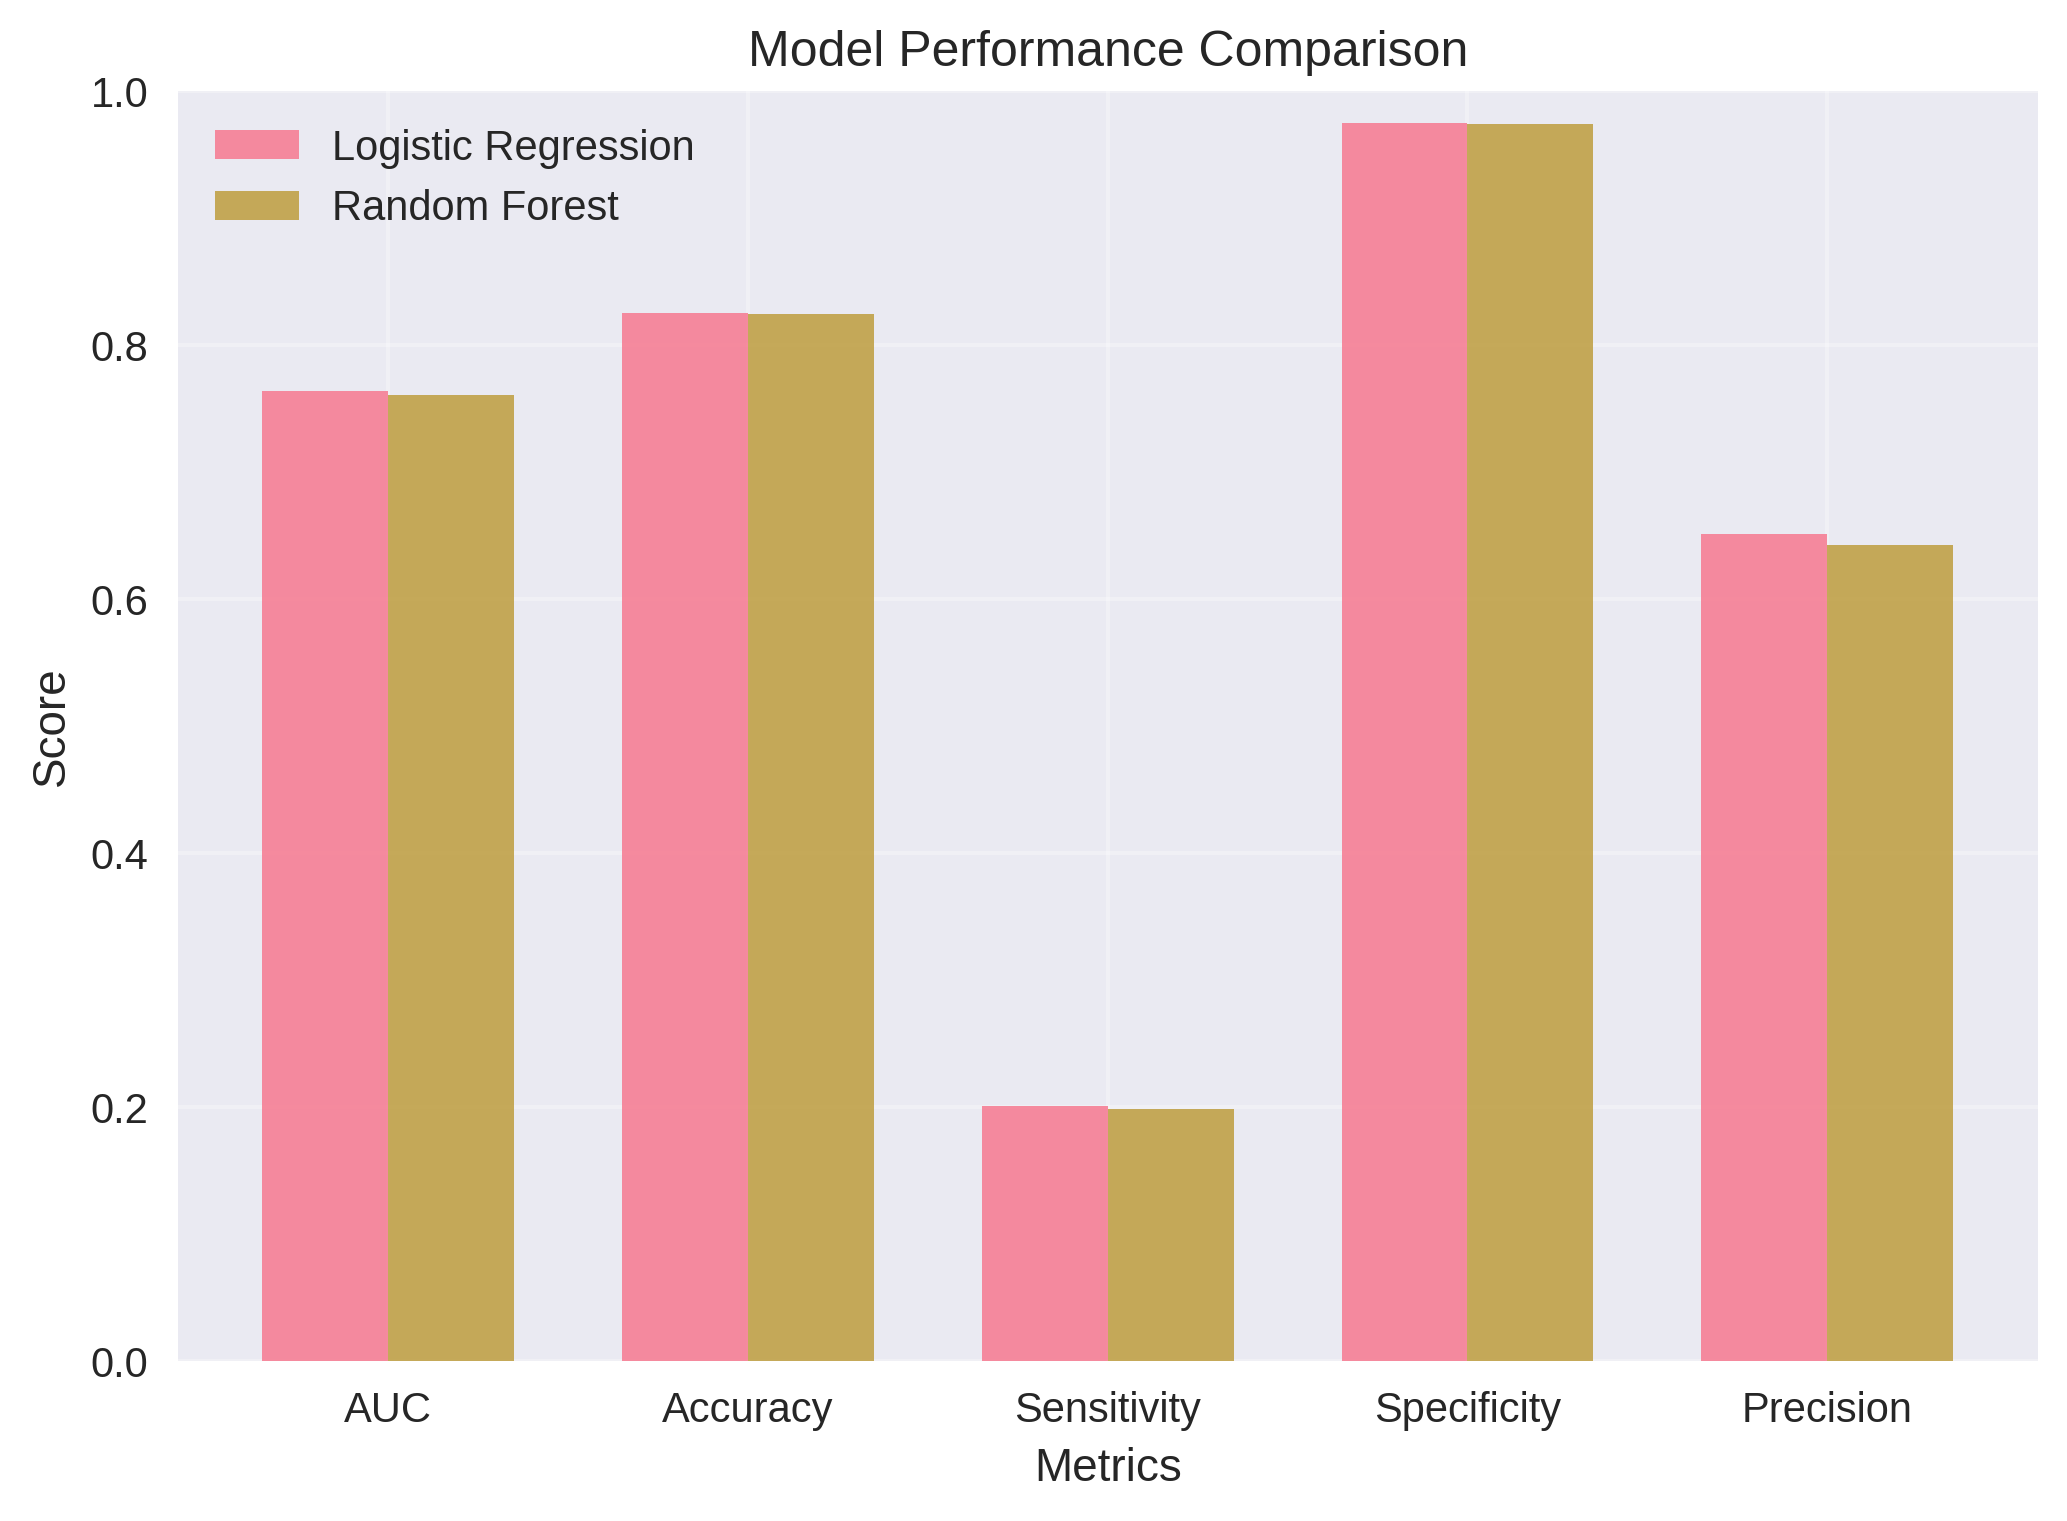 Model Performance Comparison
Logistic Regression
Random Forest
1.0
0.8
0.6
0.4
0.2
0.0
Score
AUC Accuracy Sensitivity Specificity Precision
Metrics